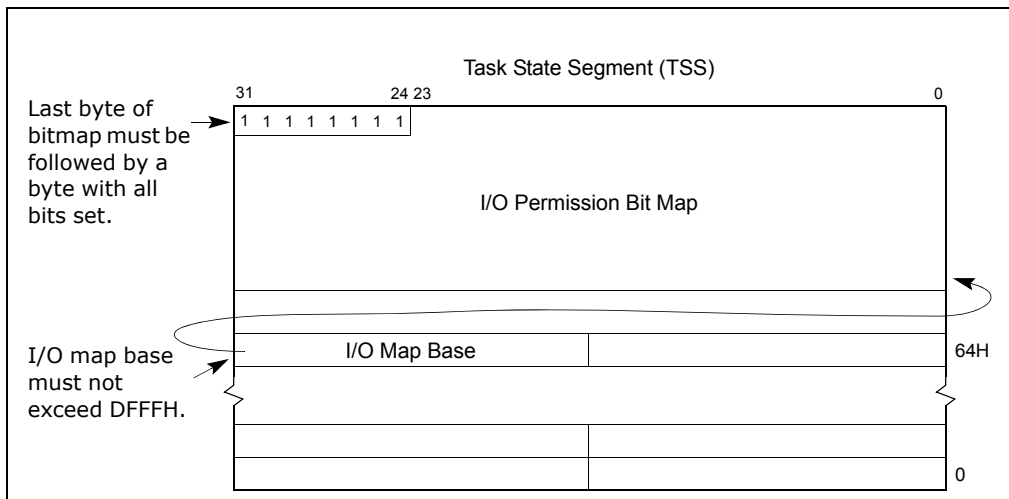 Task State Segment (TSS)
31 24 23 0
Last byte of
bitmap must be
followed by a
byte with all
bits set.
1 1 1 1 1 1 1 1
I/O Permission Bit Map
I/O map base
must not
exceed DFFFH.
I/O Map Base
64H
0